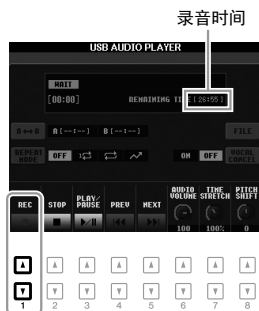 录音时间
USB AUDIO PLAYER
WAIT
[00:00] REMAINING TIME[26:55]
A↔B A[--:--] B[--:--] FILE
REPEAT MODE OFF 1 ON OFF VOCAL CANCEL
REC STOP PLAY/PAUSE PREV NEXT AUDIO VOLUME TIME STRETCH PITCH SHIFT
100 100% 0
1 2 3 4 5 6 7 8